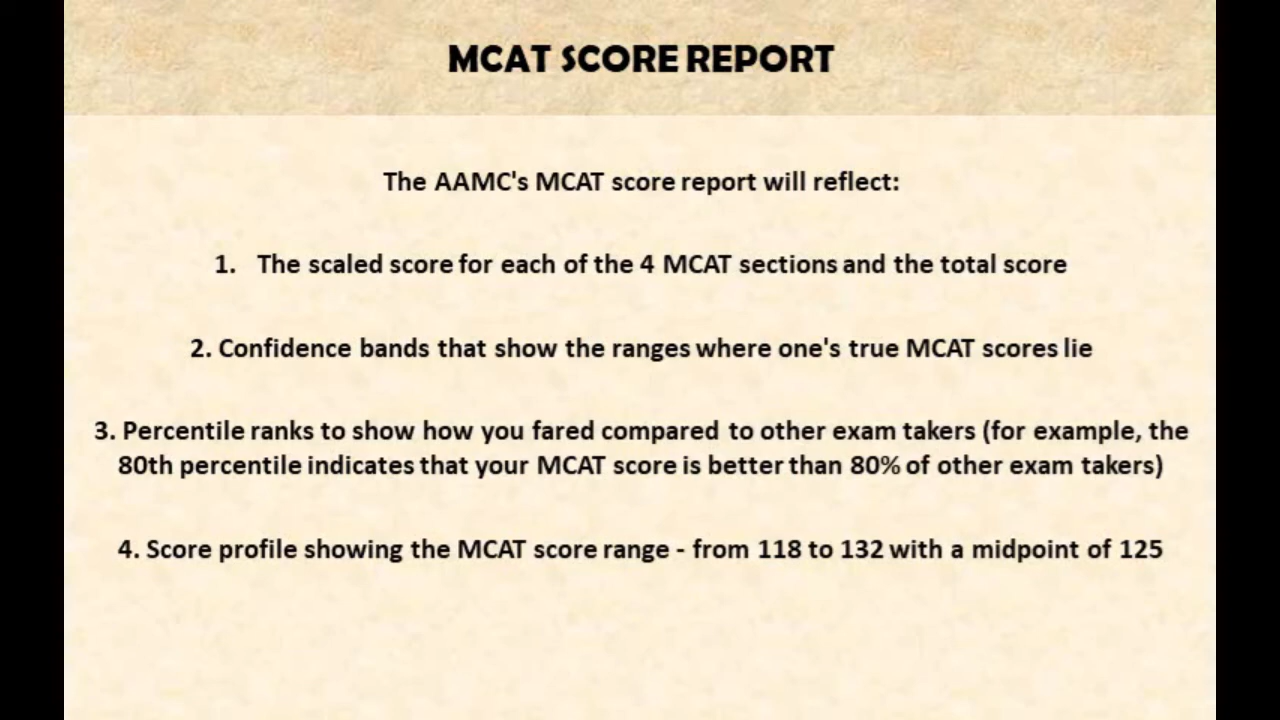 MCAT SCORE REPORT
The AAMC's MCAT score report will reflect:
1. The scaled score for each of the 4 MCAT sections and the total score
2. Confidence bands that show the ranges where one's true MCAT scores lie
3. Percentile ranks to show how you fared compared to other exam takers (for example, the
80th percentile indicates that your MCAT score is better than 80% of other exam takers)
4. Score profile showing the MCAT score range - from 118 to 132 with a midpoint of 125